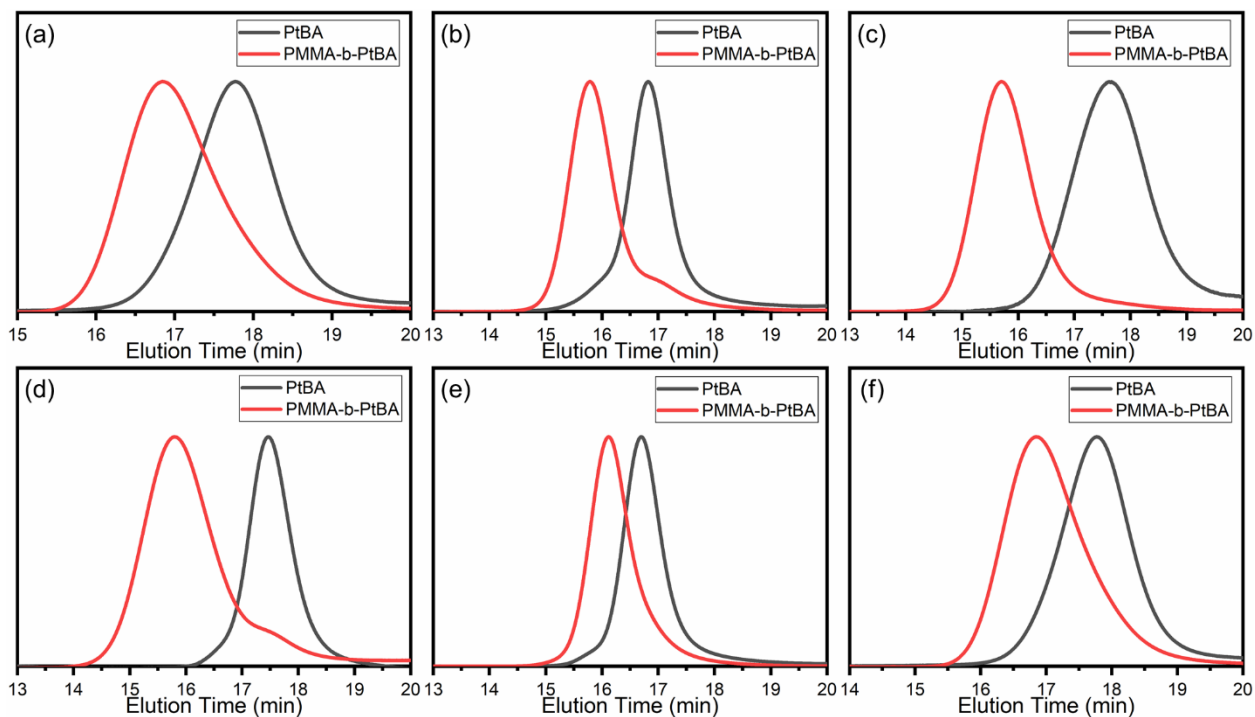 (a)
PtBA
PMMA-b-PtBA
15 16 17 18 19 20
Elution Time (min)
(b)
PtBA
PMMA-b-PtBA
13 14 15 16 17 18 19 20
Elution Time (min)
(c)
PtBA
PMMA-b-PtBA
13 14 15 16 17 18 19 20
Elution Time (min)
(d)
PtBA
PMMA-b-PtBA
13 14 15 16 17 18 19 20
Elution Time (min)
(e)
PtBA
PMMA-b-PtBA
13 14 15 16 17 18 19 20
Elution Time (min)
(f)
PtBA
PMMA-b-PtBA
14 15 16 17 18 19 20
Elution Time (min)